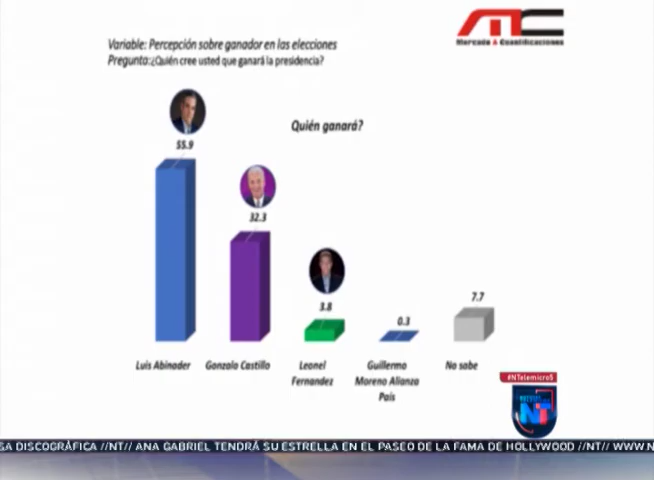 MC
Mercado & Cuantificaciones
Variable: Percepción sobre ganador en las elecciones
Pregunta:¿Quién cree usted que ganará la presidencia?
Quién ganará?
55.9
32.3
3.8
0.3
7.7
Luis Abinader
Gonzalo Castillo
Leonel
Fernandez
Guillermo
Moreno Alianza
País
No sabe
#NTelemicro5
NOTICIAS
NT
SA DISCOGRÁFICA //NT// ANA GABRIEL TENDRÁ SU ESTRELLA EN EL PASEO DE LA FAMA DE HOLLYWOOD //NT// WWW.N